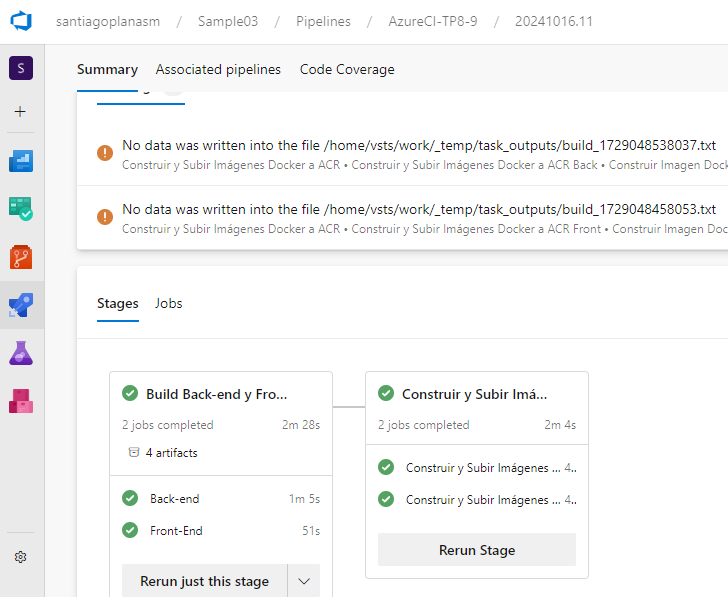 santiagoplanasm / Sample03 / Pipelines / AzureCI-TP8-9 / 20241016.11
S
Summary Associated pipelines Code Coverage
No data was written into the file /home/vsts/work/_temp/task_outputs/build_1729048538037.txt
Construir y Subir Imágenes Docker a ACR • Construir y Subir Imágenes Docker a ACR Back • Construir Imagen Dock
No data was written into the file /home/vsts/work/_temp/task_outputs/build_1729048458053.txt
Construir y Subir Imágenes Docker a ACR • Construir y Subir Imágenes Docker a ACR Front • Construir Imagen Doc
Stages Jobs
Build Back-end y Fro...
2 jobs completed 2m 28s
4 artifacts
Back-end 1m 5s
Front-End 51s
Rerun just this stage
Construir y Subir Imá...
2 jobs completed 2m 4s
Construir y Subir Imágenes ... 4..
Construir y Subir Imágenes ... 4..
Rerun Stage